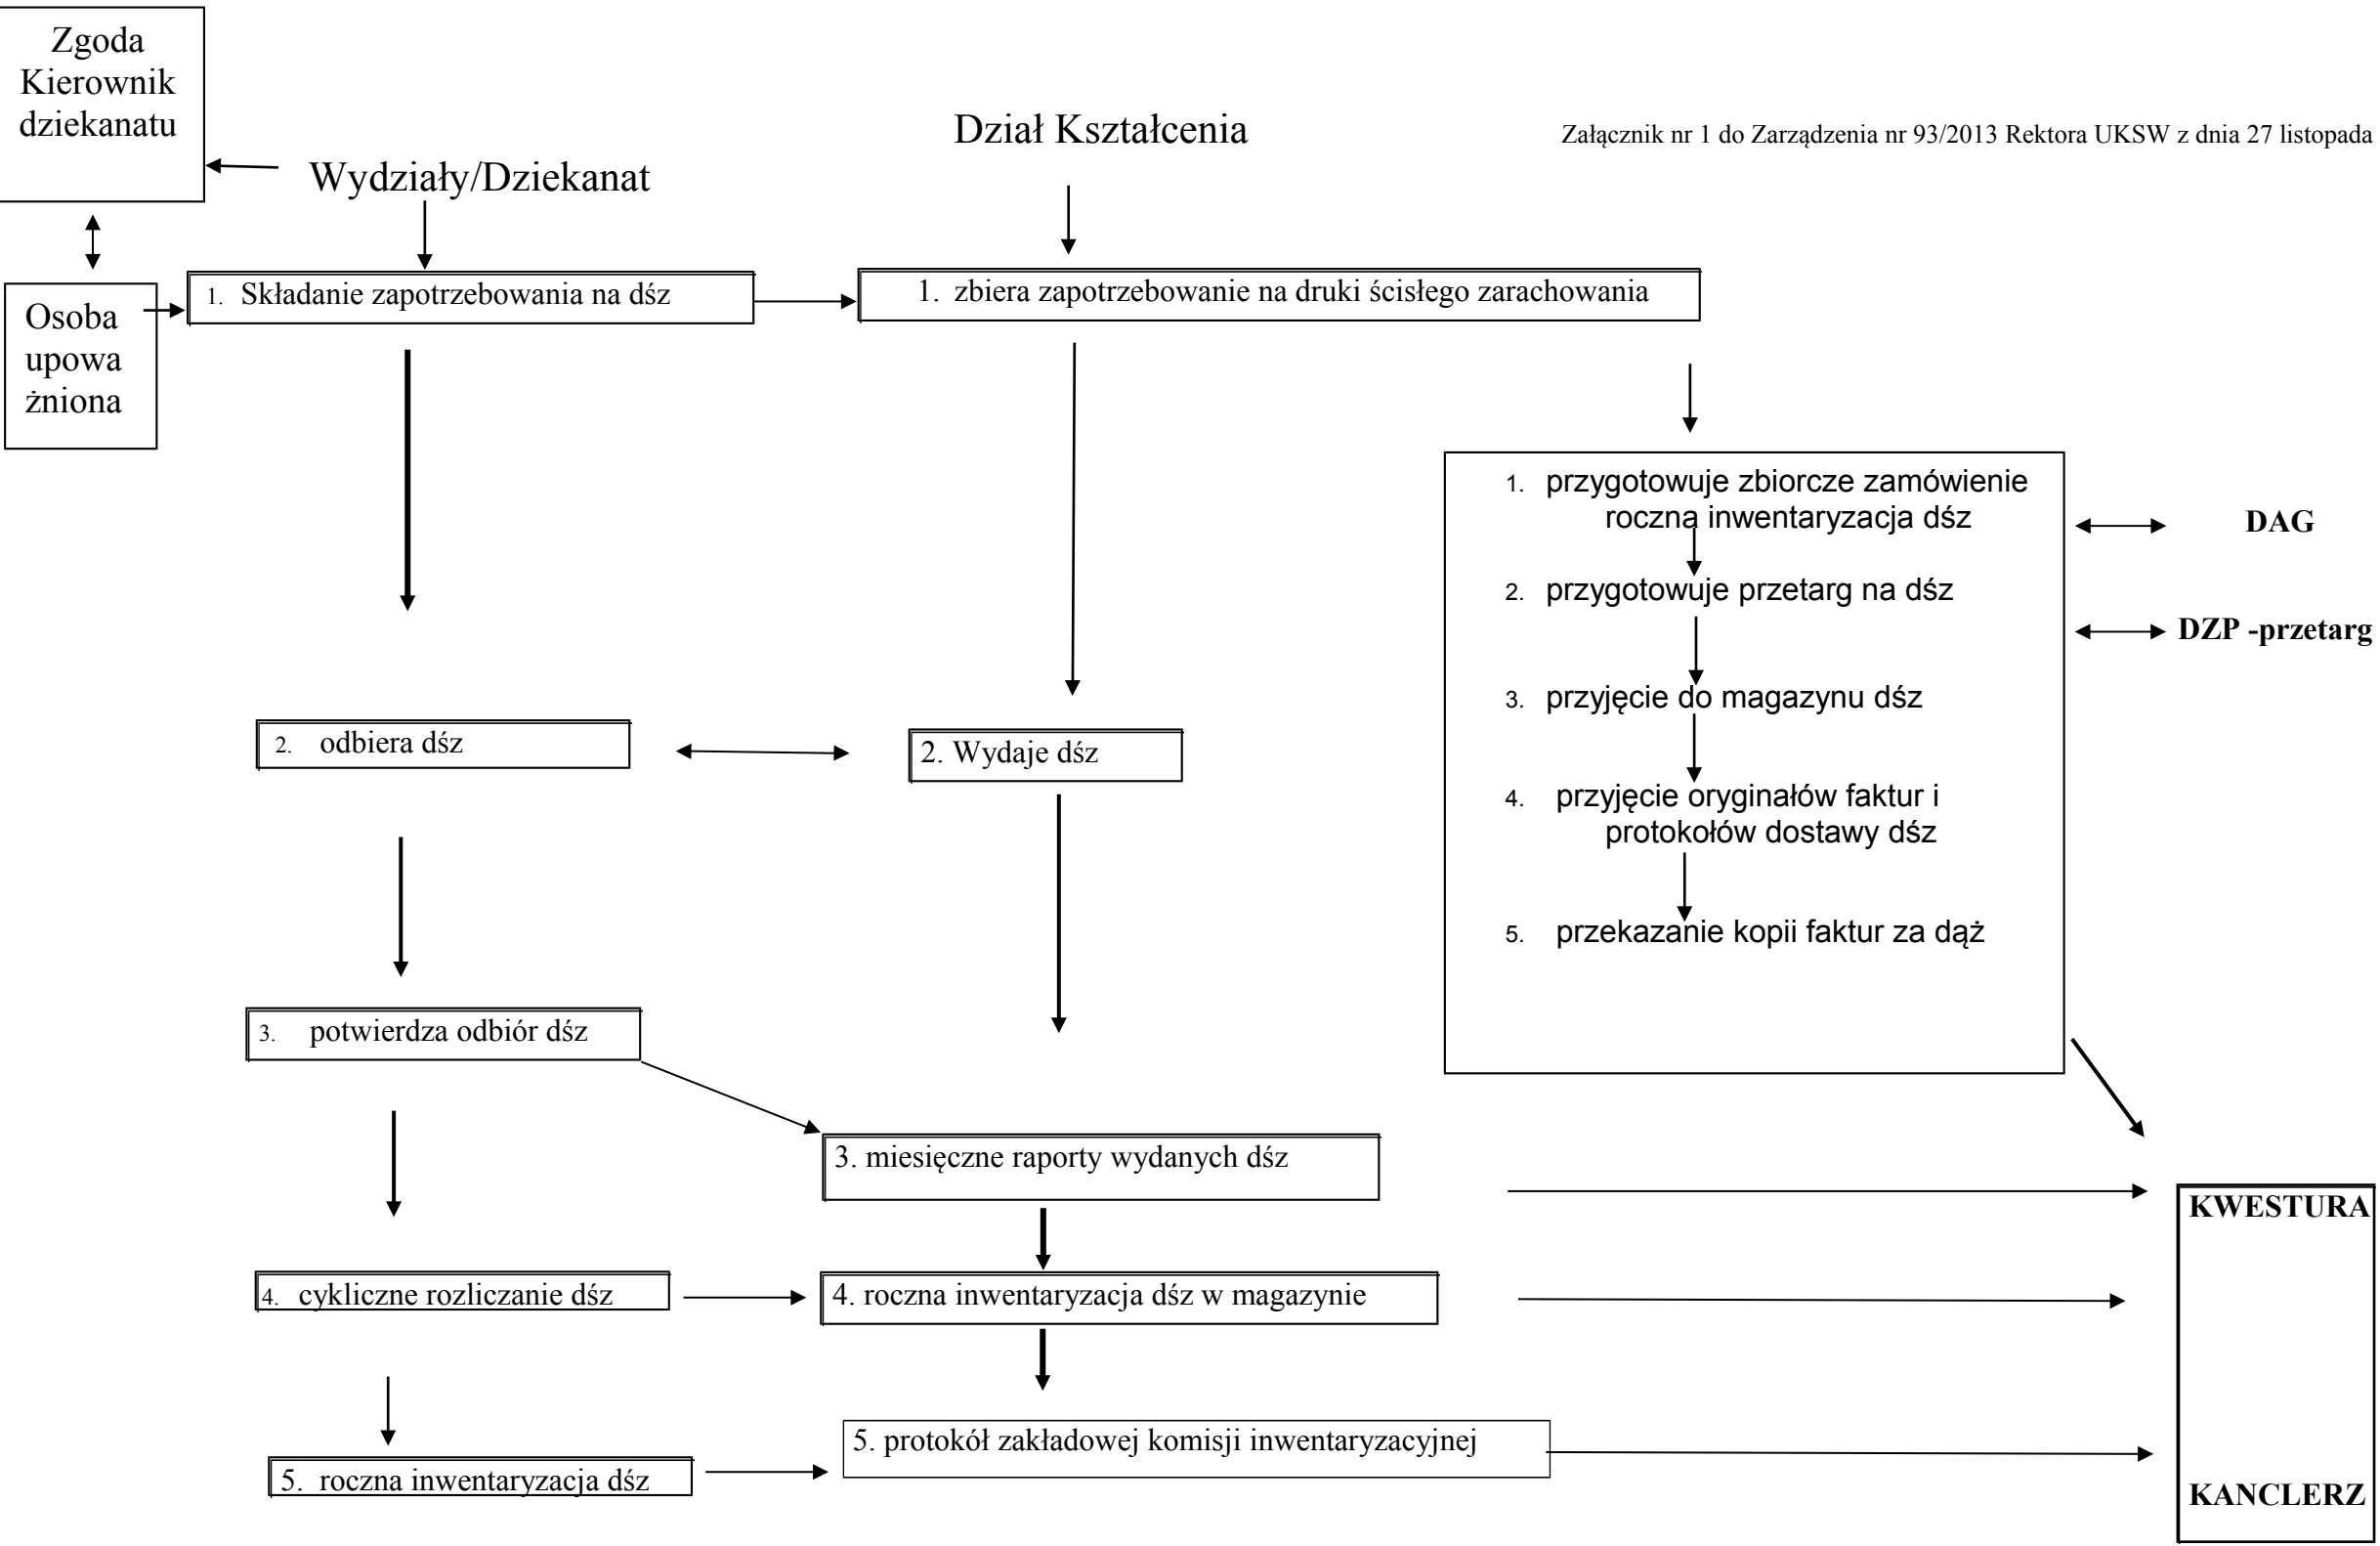 Zgoda
Kierownik
dziekanatu
Wydziały/Dziekanat
Dział Kształcenia
Załącznik nr 1 do Zarządzenia nr 93/2013 Rektora UKSW z dnia 27 listopada
Osoba
upowa
żniona
1. Składanie zapotrzebowania na dśz
1. zbiera zapotrzebowanie na druki ścisłego zarachowania
1. przygotowuje zbiorcze zamówienie
roczna inwentaryzacja dśz
2. przygotowuje przetarg na dśz
3. przyjęcie do magazynu dśz
4. przyjęcie oryginałów faktur i
protokołów dostawy dśz
5. przekazanie kopii faktur za dąż
DAG
DZP -przetarg
2. odbiera dśz
2. Wydaje dśz
3. potwierdza odbiór dśz
3. miesięczne raporty wydanych dśz
4. cykliczne rozliczanie dśz
4. roczna inwentaryzacja dśz w magazynie
5. roczna inwentaryzacja dśz
5. protokół zakładowej komisji inwentaryzacyjnej
KWESTURA
KANCLERZ